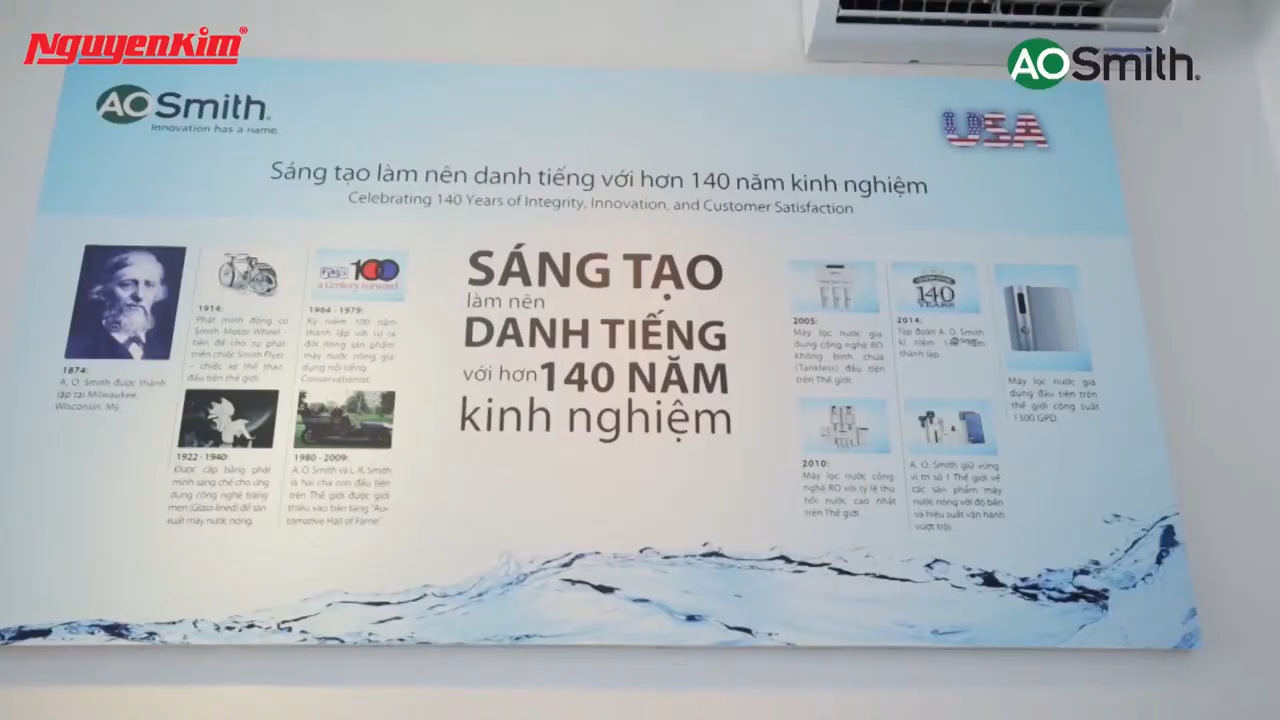 NguyenKim
AOSmith
AOSmith
Innovation has a name.
USA
Sáng tạo làm nên danh tiếng với hơn 140 năm kinh nghiệm
Celebrating 140 Years of Integrity, Innovation, and Customer Satisfaction
1874:
A. O. Smith được thành
lập tại Milwaukee,
Wisconsin, Mỹ.
1914:
Phát minh động cơ
Smith Motor Wheel -
tiền đề cho sự phát
triển chiếc Smith Flyer
- chiếc xe thể thao
đầu tiên thế giới.
1922 - 1940:
Được cấp bằng phát
minh sáng chế cho ứng
dụng công nghệ tráng
men (Glass-lined) để sản
xuất máy nước nóng.
100
a Century Forward
1984 - 1979:
Kỷ niệm 100 năm
thành lập với sự ra
đời dòng sản phẩm
máy nước nóng gia
dụng nổi tiếng
Conservationist.
1980 - 2009:
A. O. Smith và L. R. Smith
là hai cha con đầu tiên
trên Thế giới được giới
thiệu vào bảo tàng "Au-
tomative Hall of Fame".
SÁNG TẠO
làm nên
DANH TIẾNG
với hơn 140 NĂM
kinh nghiệm
2005:
Máy lọc nước gia
dụng công nghệ RO
không bình chứa
(Tankless) đầu tiên
trên Thế giới.
2010:
Máy lọc nước công
nghệ RO với tỷ lệ thu
hồi nước cao nhất
trên Thế giới.
140
YEARS
2014:
Tập đoàn A. O. Smith
kỉ niệm
thành lập.
A. O. Smith giữ vững
vị trí số 1 Thế giới về
các sản phẩm máy
nước nóng với độ bền
và hiệu suất vận hành
vượt trội.
Máy lọc nước gia
dụng đầu tiên trên
thế giới công suất
1300 GPD.